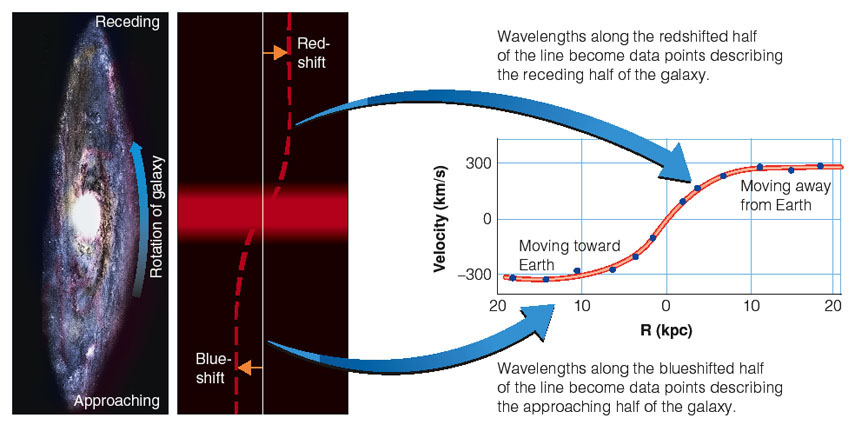 Receding
Rotation of galaxy
Approaching
Red-
shift
Blue-
shift
Wavelengths along the redshifted half
of the line become data points describing
the receding half of the galaxy.
Velocity (km/s)
300
0
–300
Moving away
from Earth
Moving toward
Earth
20 10 0 10 20
R (kpc)
Wavelengths along the blueshifted half
of the line become data points describing
the approaching half of the galaxy.